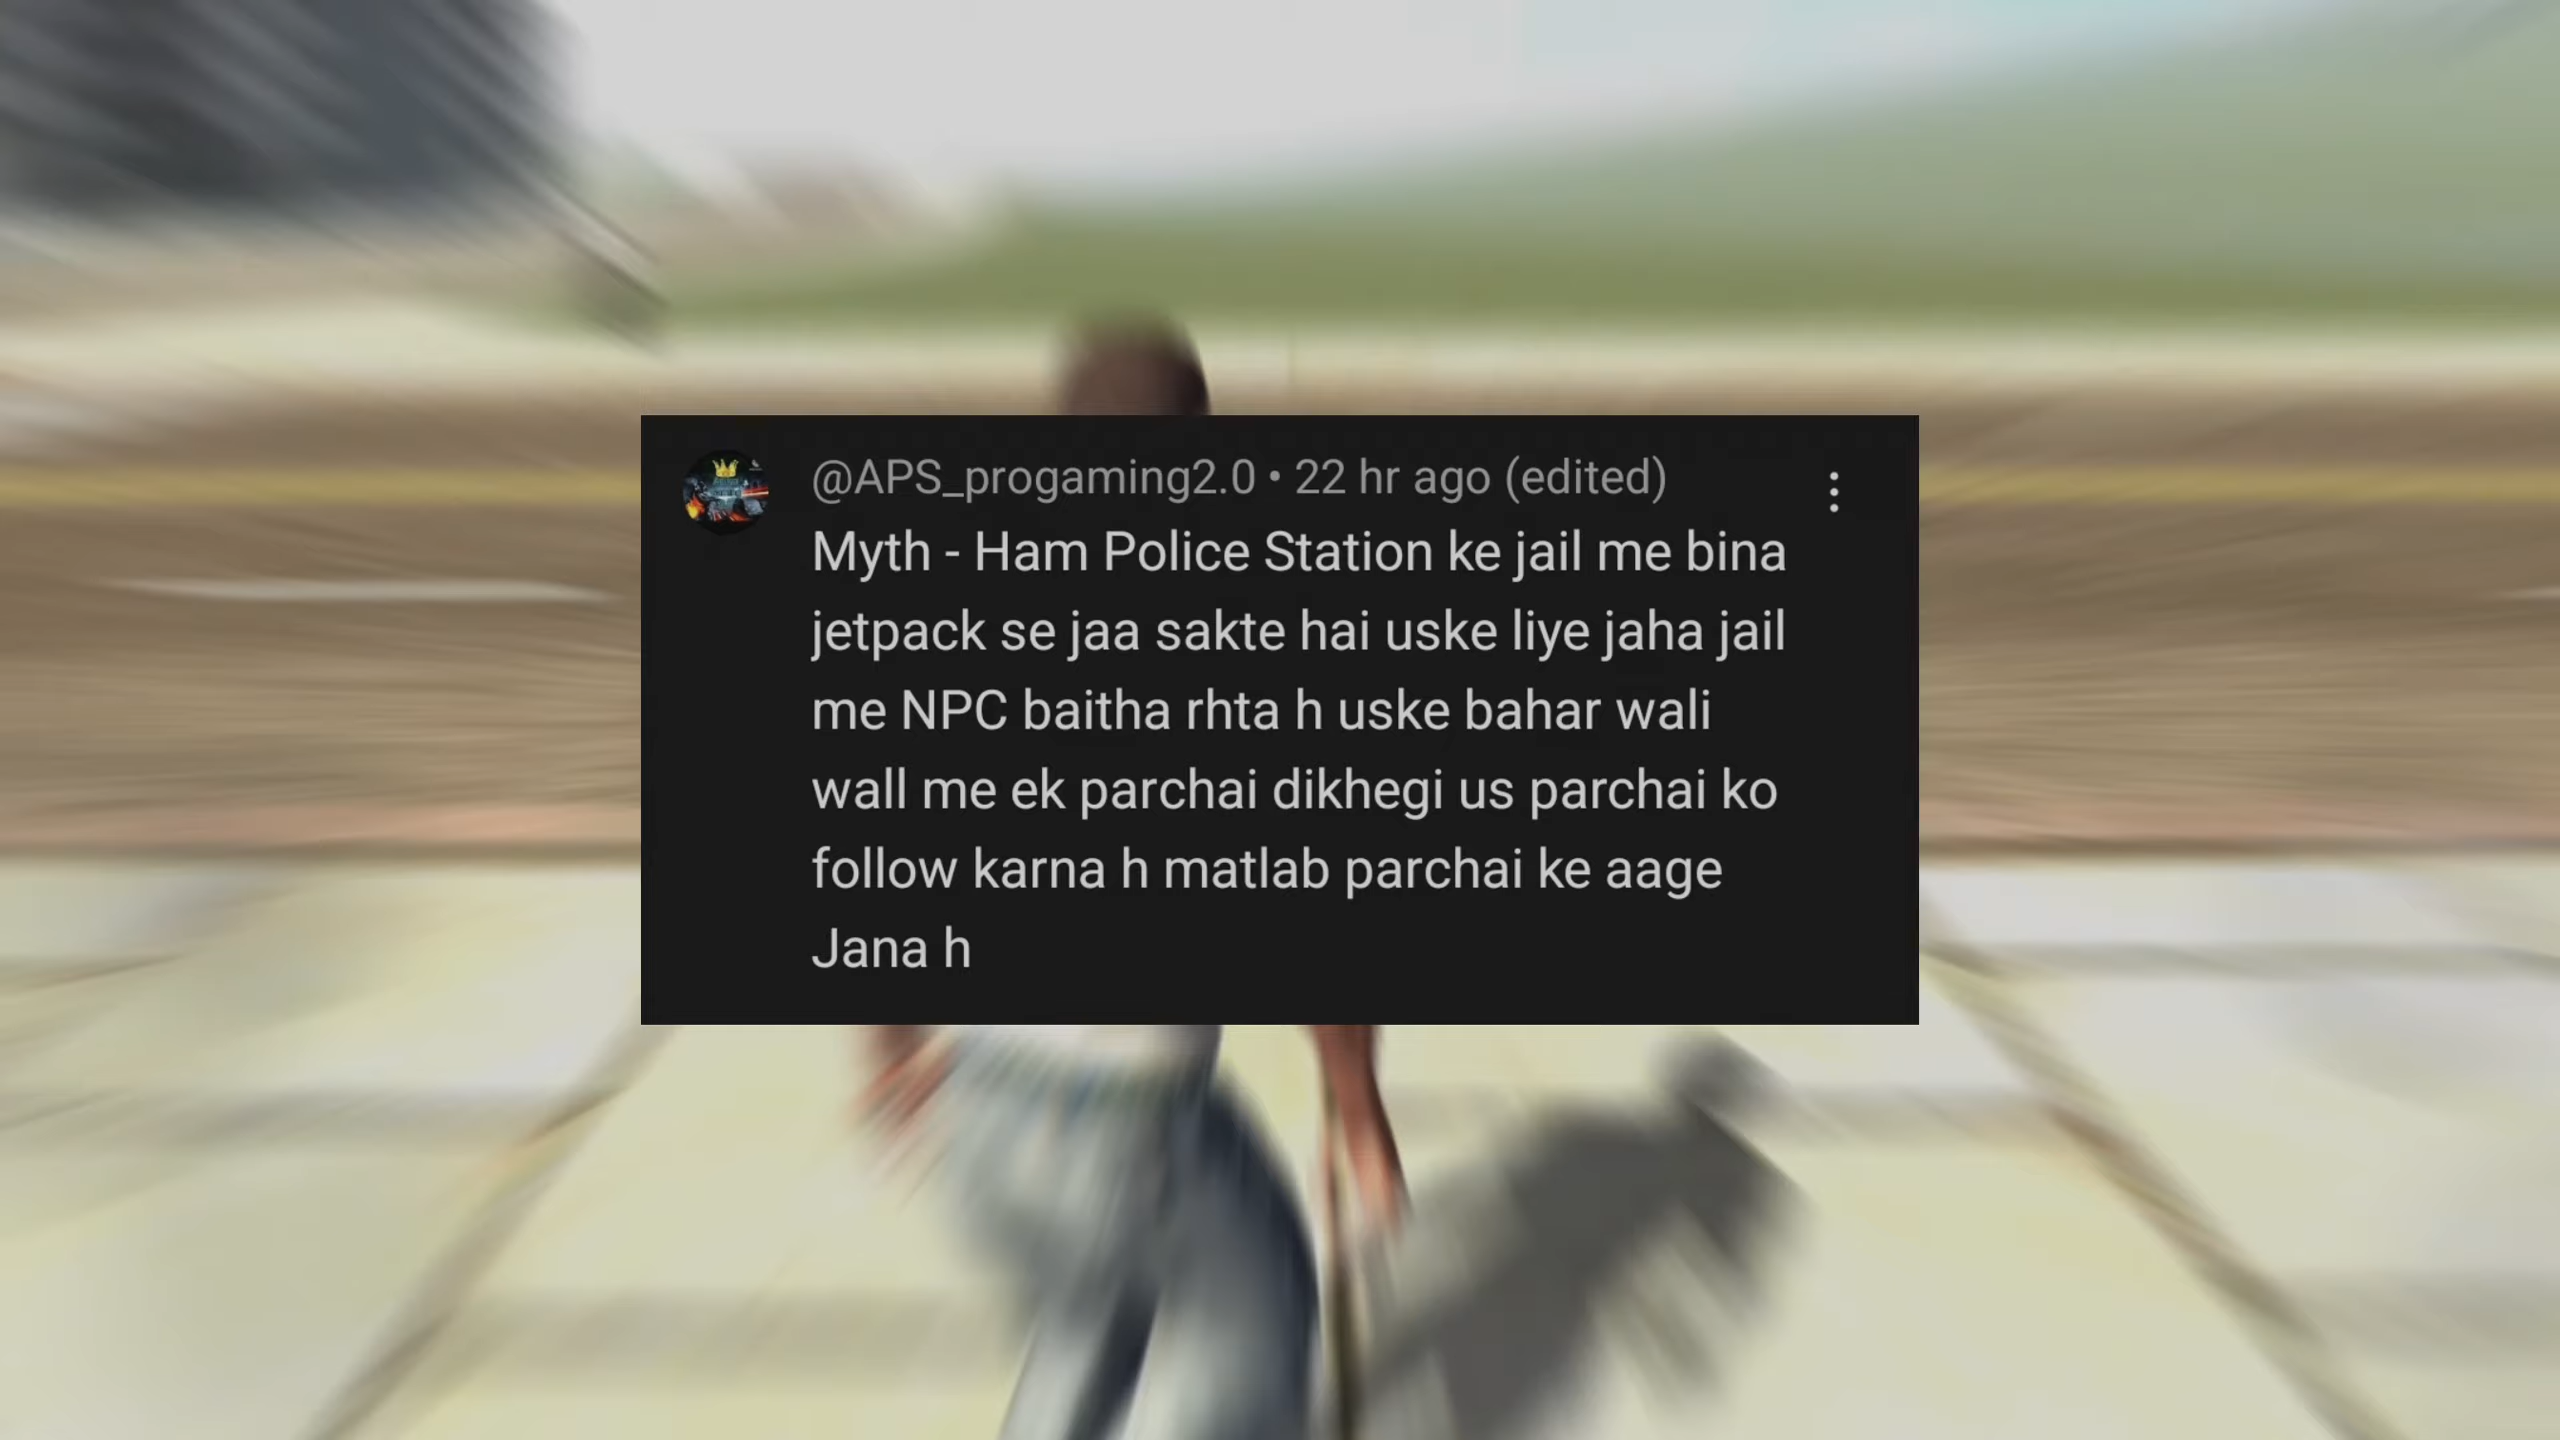 @APS_progaming2.0 • 22 hr ago (edited)
Myth - Ham Police Station ke jail me bina
jetpack se jaa sakte hai uske liye jaha jail
me NPC baitha rhta h uske bahar wali
wall me ek parchai dikhegi us parchai ko
follow karna h matlab parchai ke aage
Jana h